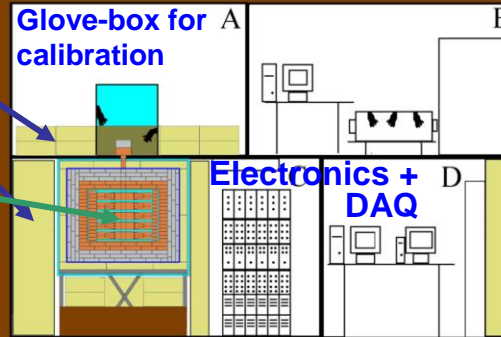 Glove-box for
calibration
A
B
Electronics +
DAQ
C
D